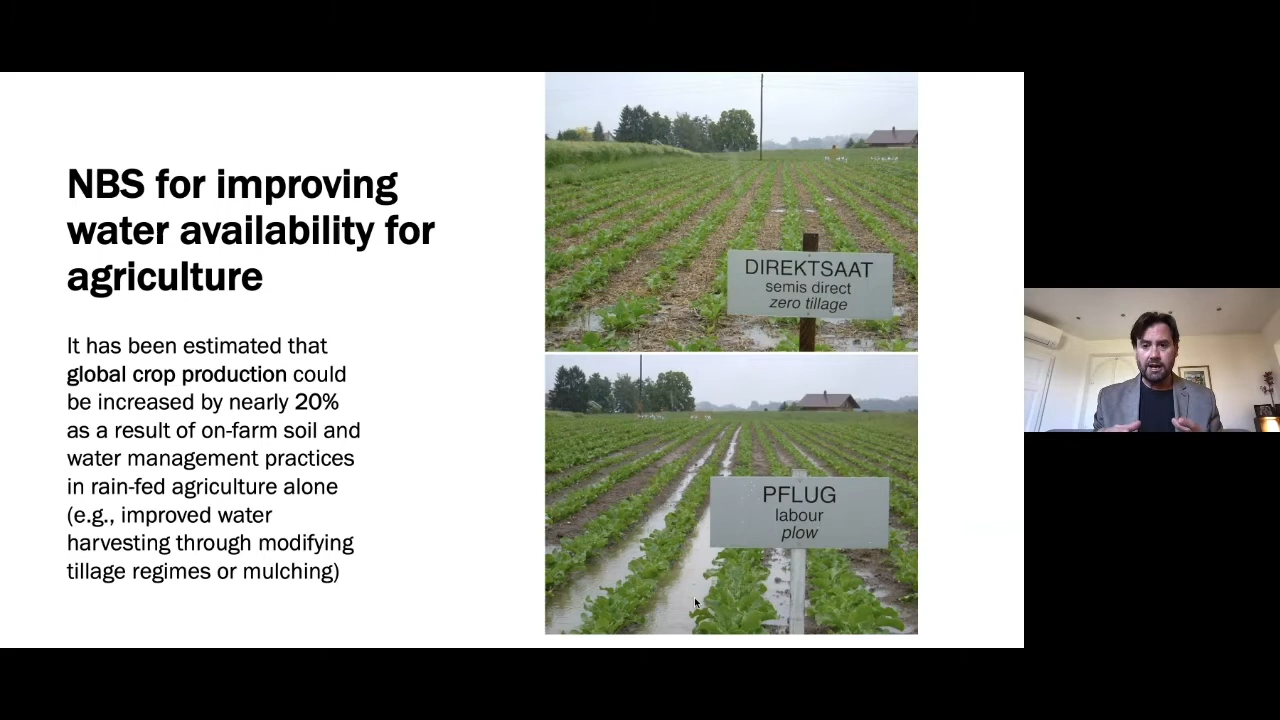 NBS for improving
water availability for
agriculture
It has been estimated that
global crop production could
be increased by nearly 20%
as a result of on-farm soil and
water management practices
in rain-fed agriculture alone
(e.g., improved water
harvesting through modifying
tillage regimes or mulching)
DIREKTSAAT
semis direct
zero tillage
PFLUG
labour
plow